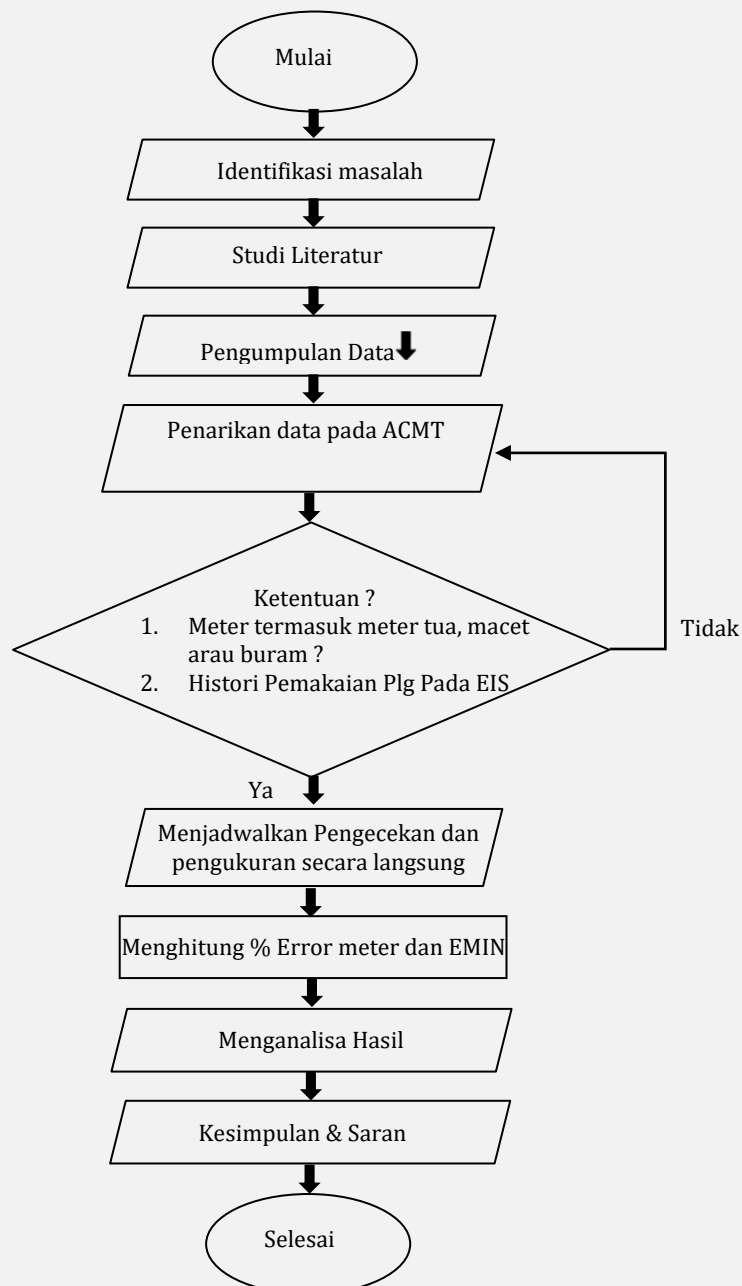 Mulai
Identifikasi masalah
Studi Literatur
Pengumpulan Data
Penarikan data pada ACMT
Ketentuan ?
1. Meter termasuk meter tua, macet
arau buram ?
2. Histori Pemakaian Plg Pada EIS
Tidak
Ya
Menjadwalkan Pengecekan dan
pengukuran secara langsung
Menghitung % Error meter dan EMIN
Menganalisa Hasil
Kesimpulan & Saran
Selesai